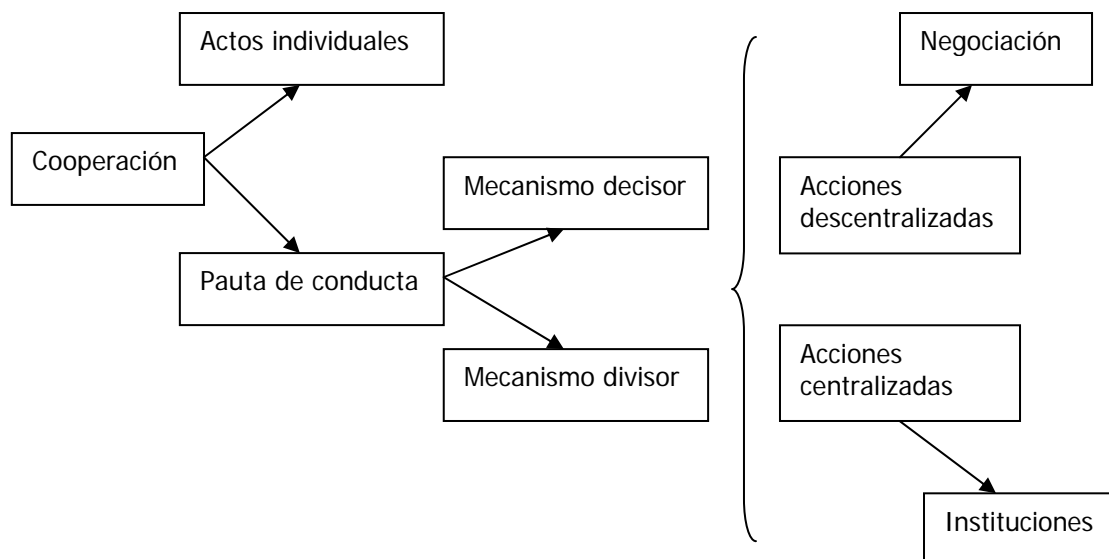 Actos individuales
Negociación
Cooperación
Mecanismo decisor
Acciones
descentralizadas
Pauta de conducta
Mecanismo divisor
Acciones
centralizadas
Instituciones